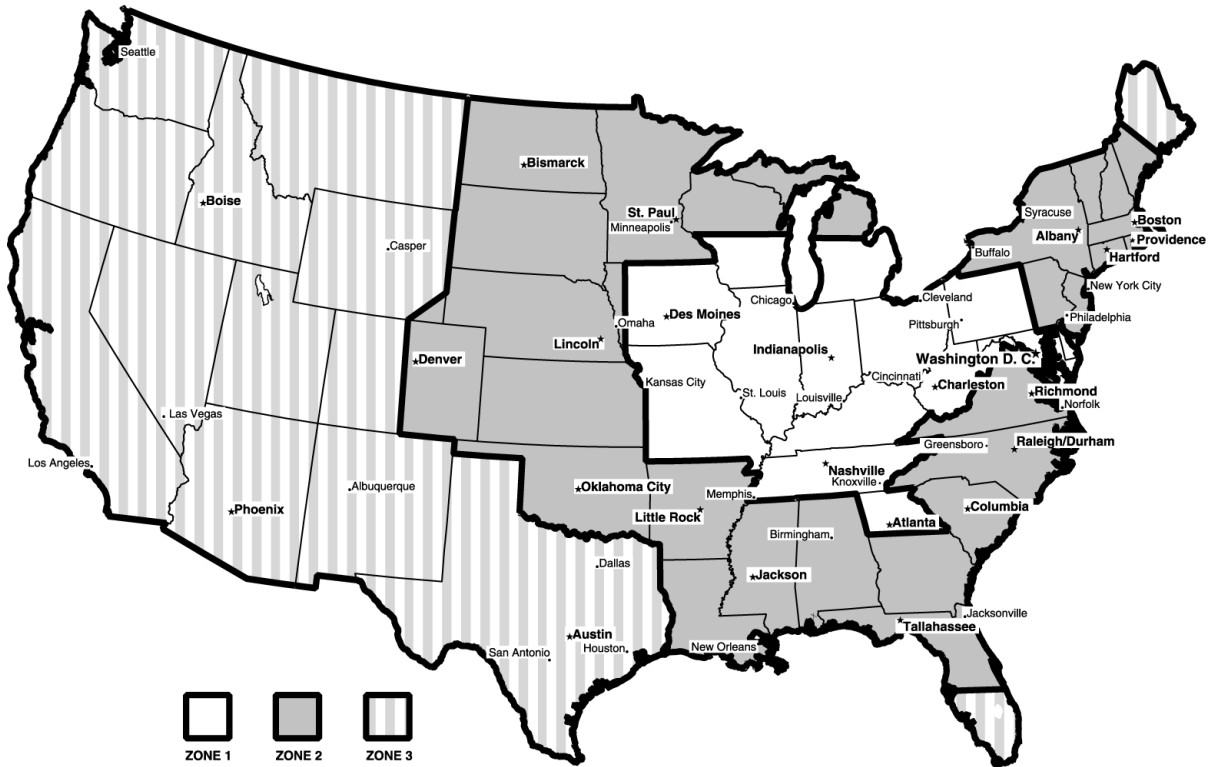 Seattle
Bismarck
Boise
St. Paul
Minneapolis
Syracuse
Boston
Albany
Providence
Casper
Buffalo
Hartford
New York City
Chicago
Cleveland
Des Moines
Omaha
Philadelphia
Pittsburgh
Lincoln
Indianapolis
Denver
Washington D. C.
Cincinnati
Kansas City
Charleston
Richmond
St. Louis
Louisville
Norfolk
Las Vegas
Greensboro
Raleigh/Durham
Los Angeles
Nashville
Knoxville
Albuquerque
Oklahoma City
Memphis
Phoenix
Little Rock
Columbia
Atlanta
Birmingham
Dallas
Jackson
Jacksonville
Tallahassee
Austin
Houston
New Orleans
San Antonio
ZONE 1
ZONE 2
ZONE 3